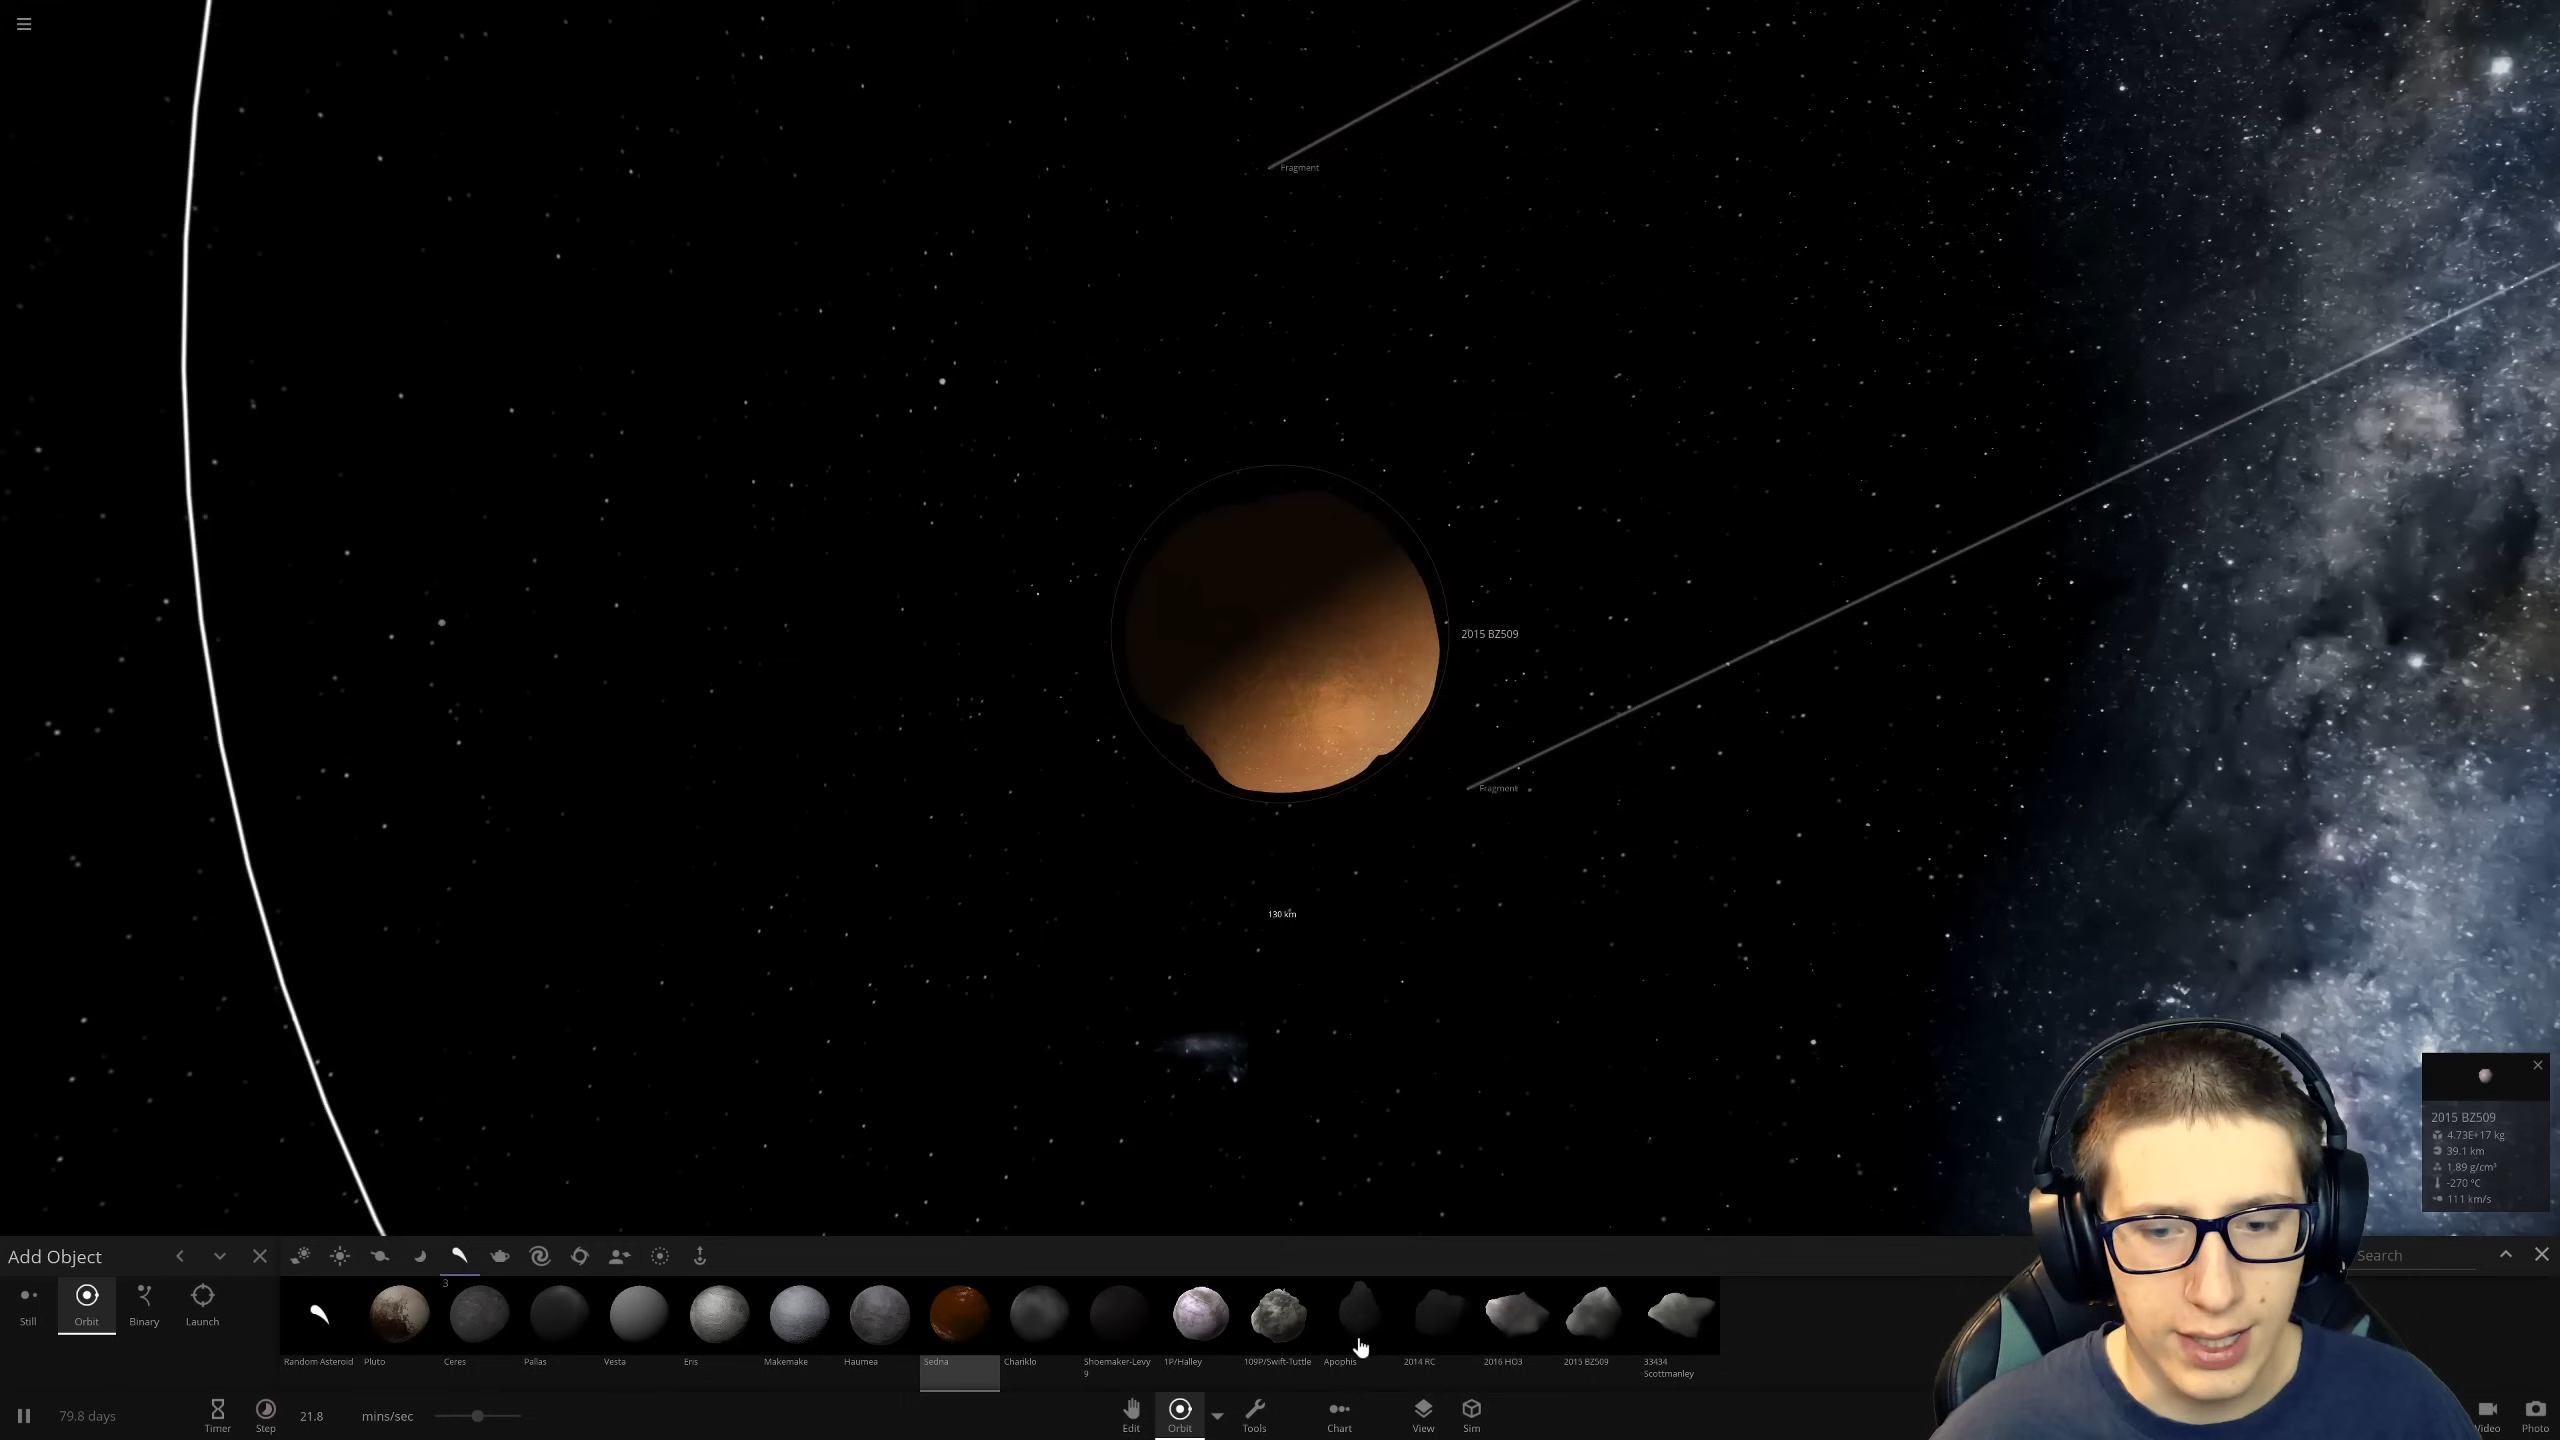 Fragment
2015 BZ509
Fragment
130 km
2015 BZ509
4.73E+17 kg
39.1 km
1.89 g/cm³
-270 °C
111 km/s
Add Object
Search
3
Still
Orbit
Binary
Launch
Random Asteroid
Pluto
Ceres
Pallas
Vesta
Eris
Makemake
Haumea
Sedna
Chariklo
Shoemaker-Levy
9
1P/Halley
109P/Swift-Tuttle
Apophis
2014 RC
2016 HO3
2015 BZ509
33434
Scottmanley
79.8 days
Timer
Step
21.8 mins/sec
Edit
Orbit
Tools
Chart
View
Sim
Video
Photo